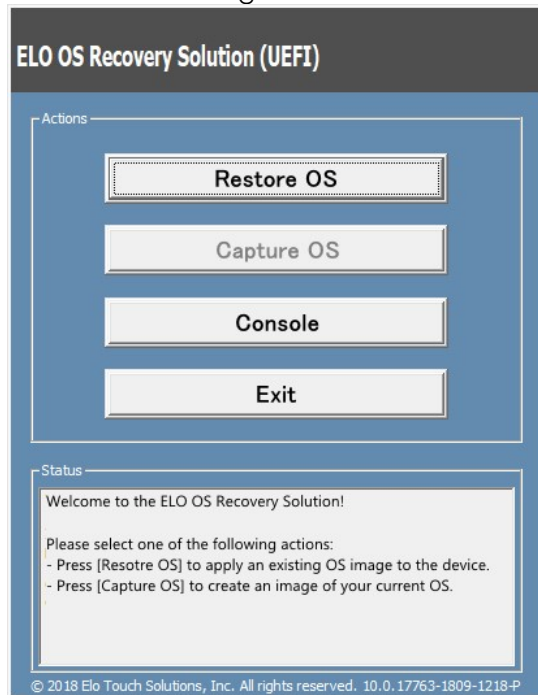 ELO OS Recovery Solution (UEFI)
Actions
Restore OS
Capture OS
Console
Exit
Status
Welcome to the ELO OS Recovery Solution!
Please select one of the following actions:
- Press [Resotre OS] to apply an existing OS image to the device.
- Press [Capture OS] to create an image of your current OS.
© 2018 Elo Touch Solutions, Inc. All rights reserved. 10.0.17763-1809-1218-P